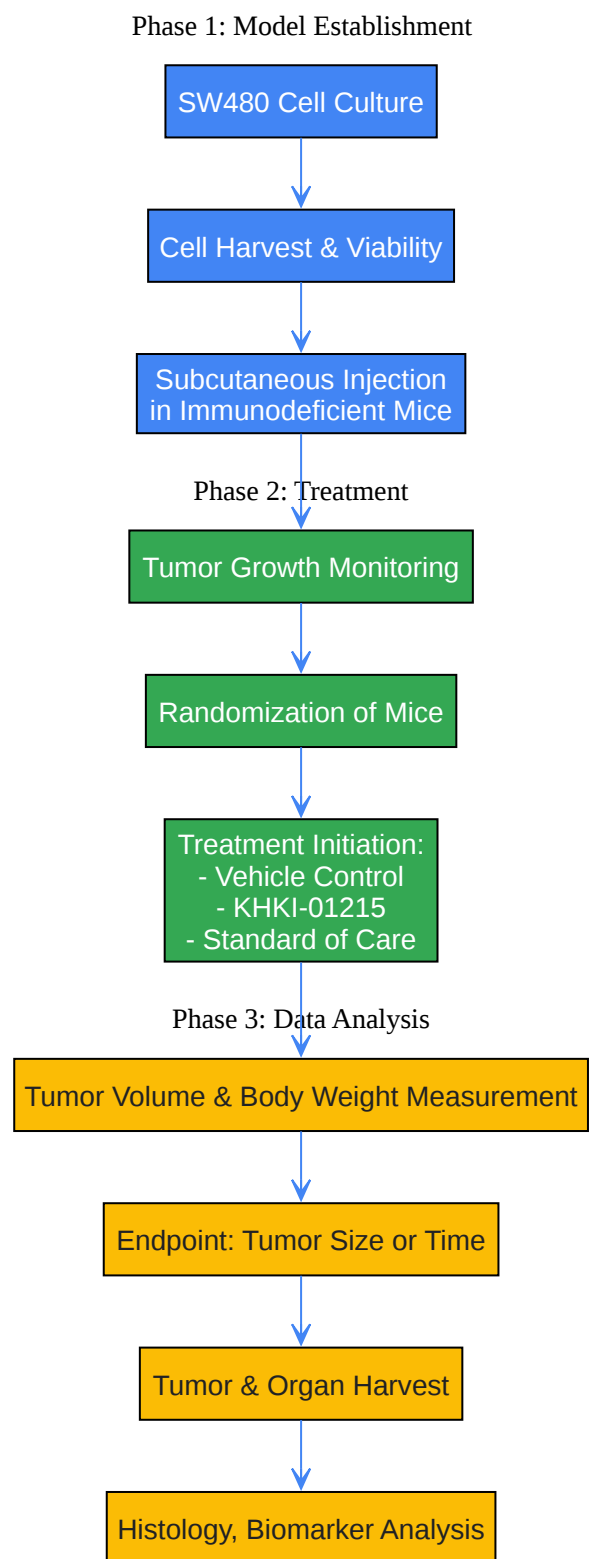 Phase 1: Model Establishment
SW480 Cell Culture
Cell Harvest & Viability
Subcutaneous Injection
in Immunodeficient Mice
Phase 2: Treatment
Tumor Growth Monitoring
Randomization of Mice
Treatment Initiation:
- Vehicle Control
- KHKI-01215
- Standard of Care
Phase 3: Data Analysis
Tumor Volume & Body Weight Measurement
Endpoint: Tumor Size or Time
Tumor & Organ Harvest
Histology, Biomarker Analysis